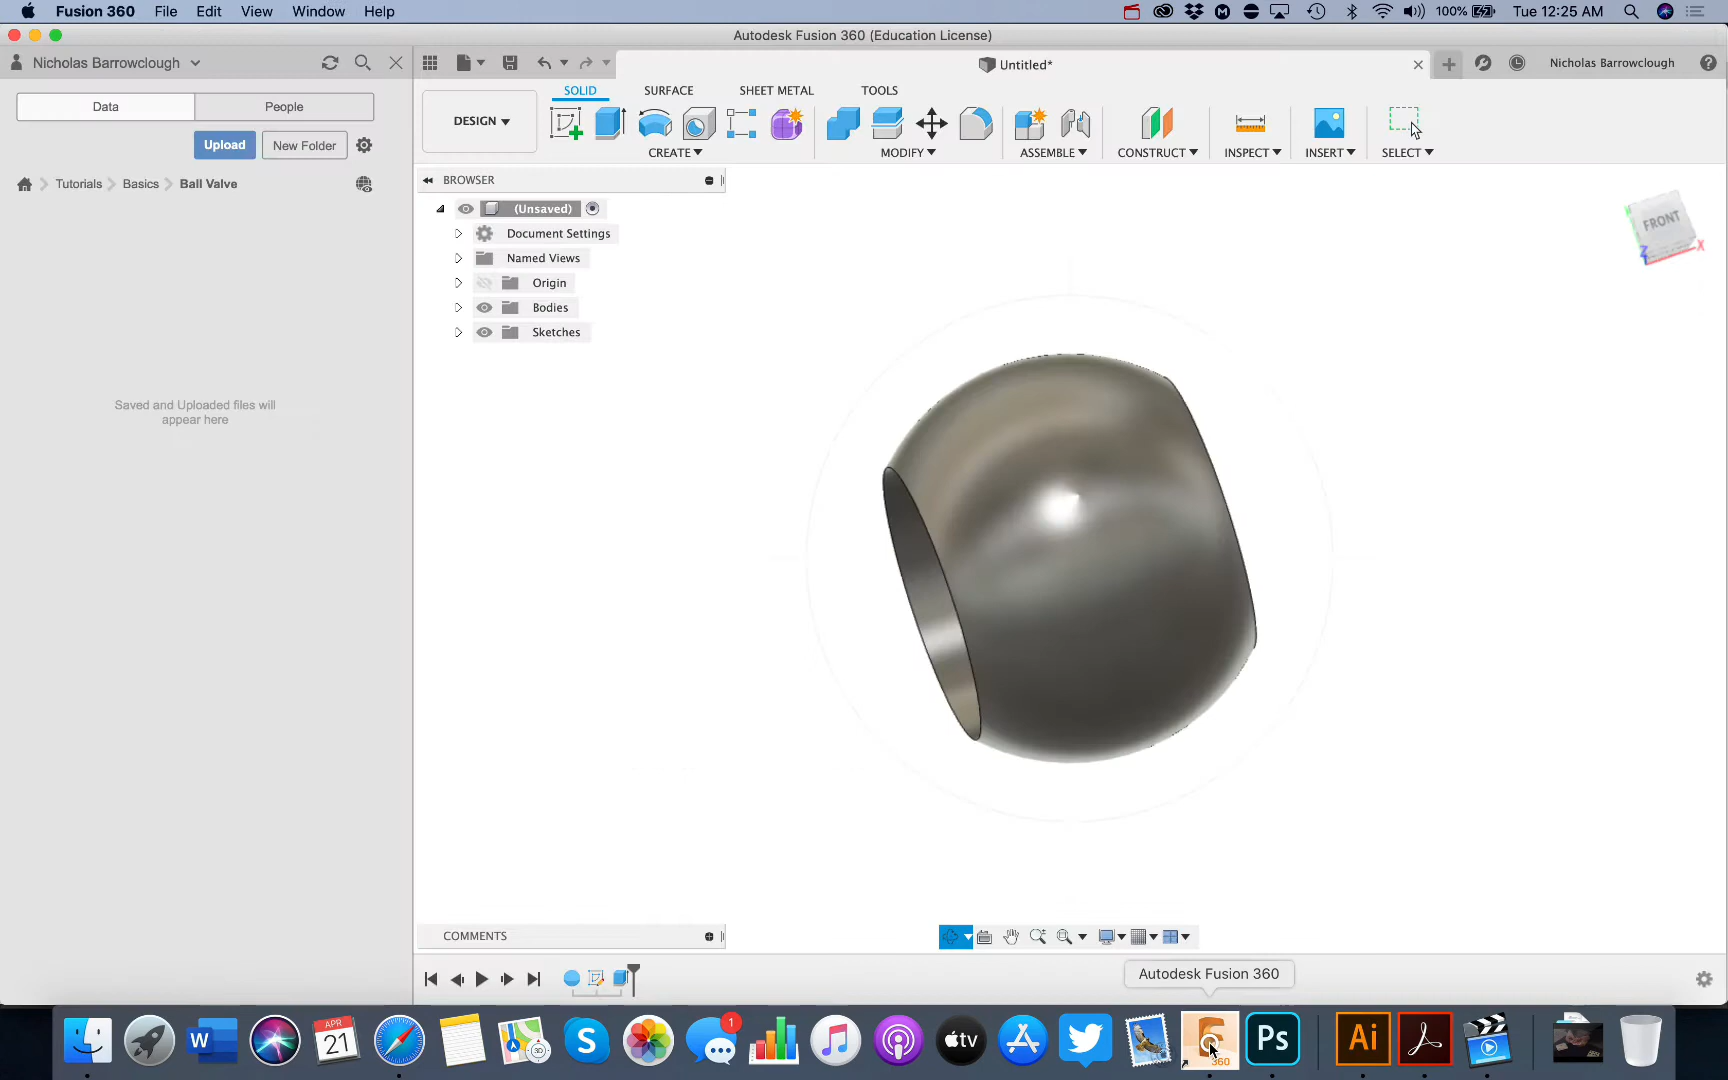 Fusion 360 File Edit View Window Help
100% Tue 12:25 AM
Autodesk Fusion 360 (Education License)
Nicholas Barrowclough
Untitled*
Nicholas Barrowclough
Data People
Upload New Folder
Tutorials Basics Ball Valve
Saved and Uploaded files will
appear here
DESIGN
SOLID SURFACE SHEET METAL TOOLS
CREATE MODIFY ASSEMBLE CONSTRUCT INSPECT INSERT SELECT
BROWSER
(Unsaved)
Document Settings
Named Views
Origin
Bodies
Sketches
FRONT
Z X
COMMENTS
Autodesk Fusion 360
W
APR
21
3D
S
1
tv
360
Ps
Ai